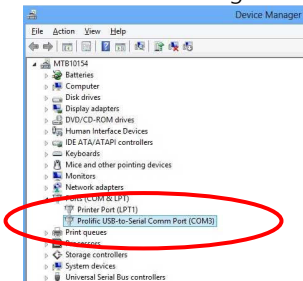 Device Manager
File Action View Help
MTB10154
Batteries
Computer
Disk drives
Display adapters
DVD/CD-ROM drives
Human Interface Devices
IDE ATA/ATAPI controllers
Keyboards
Mice and other pointing devices
Monitors
Network adapters
Ports (COM & LPT1)
Printer Port (LPT1)
Prolific USB-to-Serial Comm Port (COM3)
Print queues
Processors
Storage controllers
System devices
Universal Serial Bus controllers